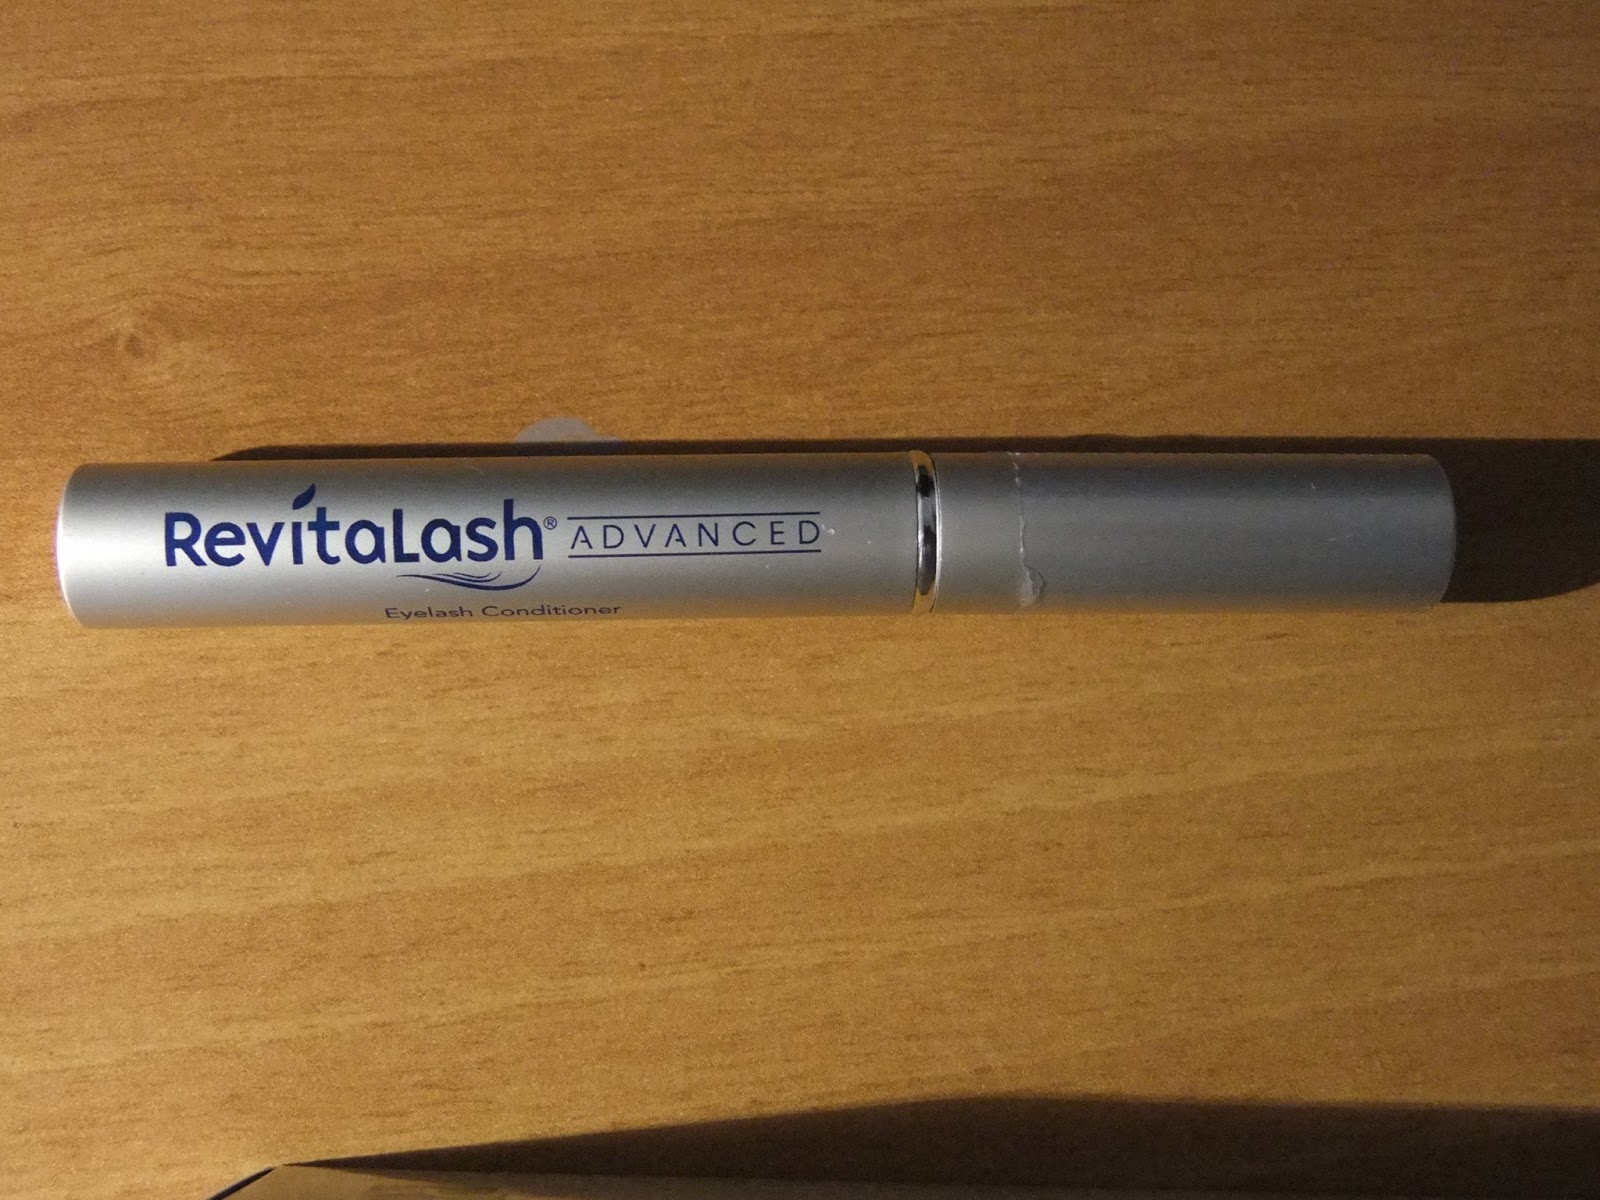 RevitaLash® ADVANCED
Eyelash Conditioner